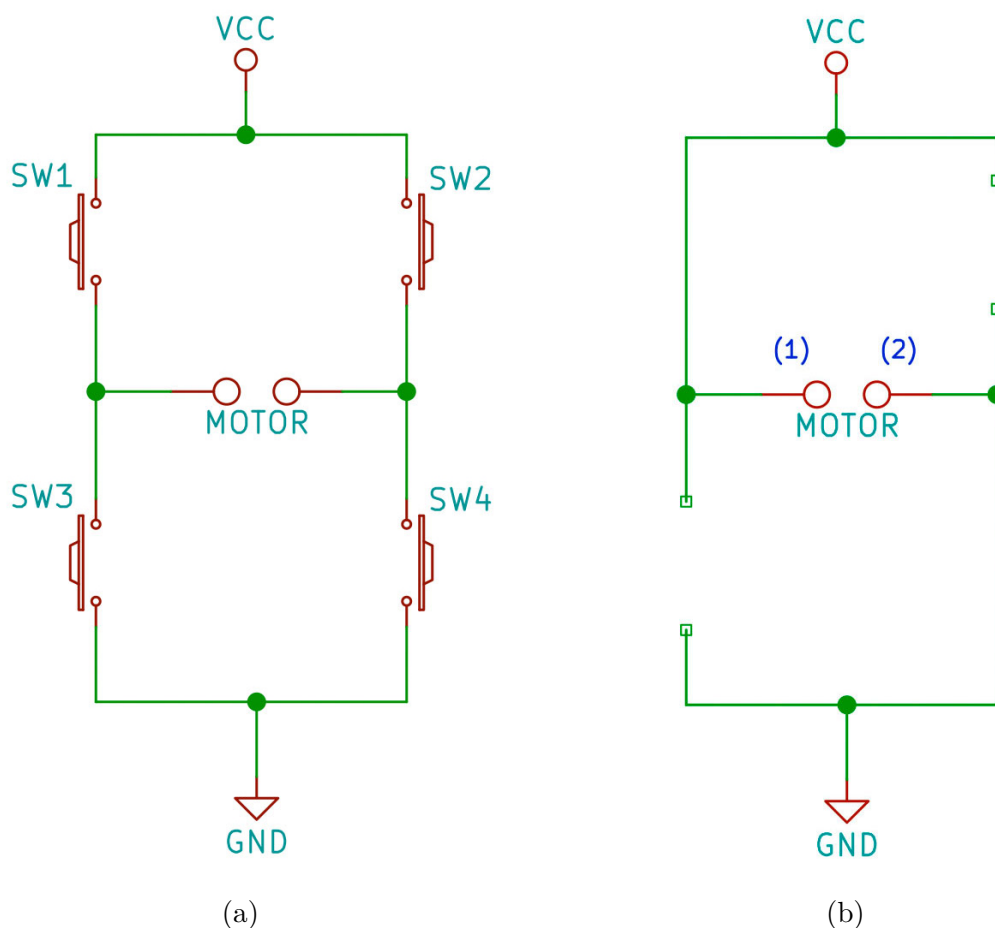 VCC
SW1
SW2
MOTOR
SW3
SW4
GND
(a)
VCC
(1)
(2)
MOTOR
GND
(b)